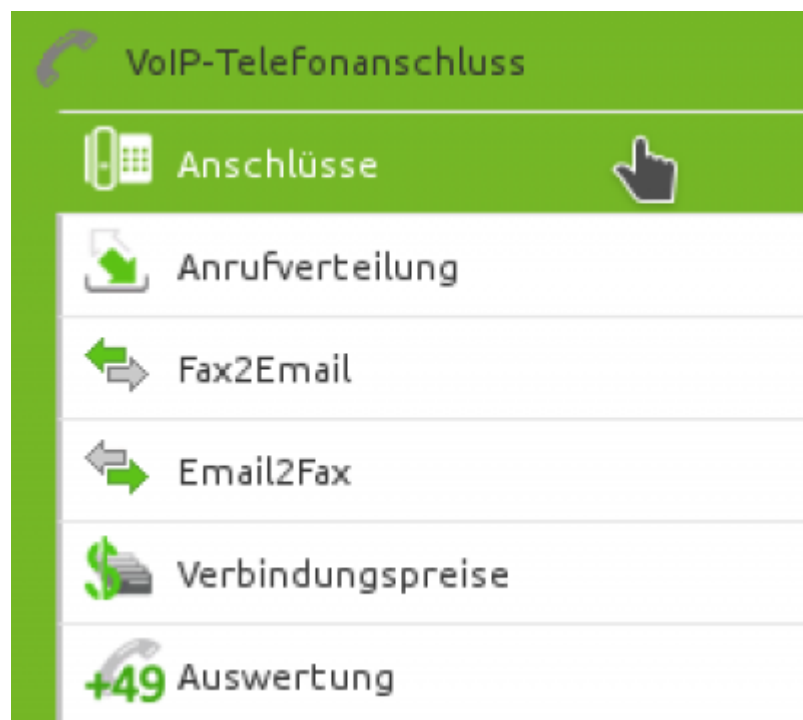 VoIP-Telefonanschluss
Anschlüsse
Anrufverteilung
Fax2Email
Email2Fax
$ Verbindungspreise
+49 Auswertung